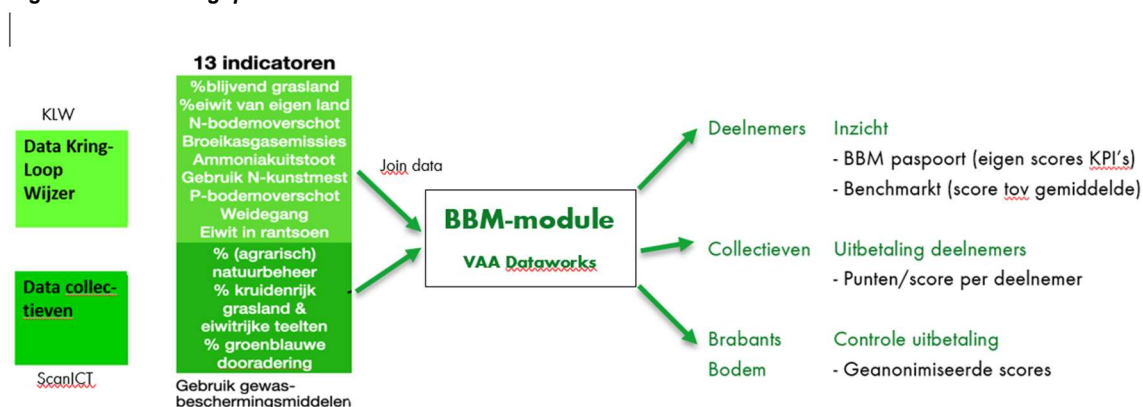 13 indicatoren
KLW
Data Kring-
Loop
Wijzer
Data collec-
tieven
ScanICT
%blijvend grasland
%eiwit van eigen land
N-bodemoverschot
Broeikasgasemissies
Ammoniakuitstoot
Gebruik N-kunstmest
P-bodemoverschot
Weidegang
Eiwit in rantsoen
% (agrarisch)
natuurbeheer
% kruidenrijk
grasland &
eiwitrijke teelten
% groenblauwe
dooradering
Gebruik gewas-
beschermingsmiddelen
Join data
BBM-module
VAA Dataworks
Deelnemers
Inzicht
- BBM paspoort (eigen scores KPI's)
- Benchmarkt (score tov gemiddelde)
Collectieven
Uitbetaling deelnemers
- Punten/score per deelnemer
Brabants
Bodem
Controle uitbetaling
- Geanonimiseerde scores